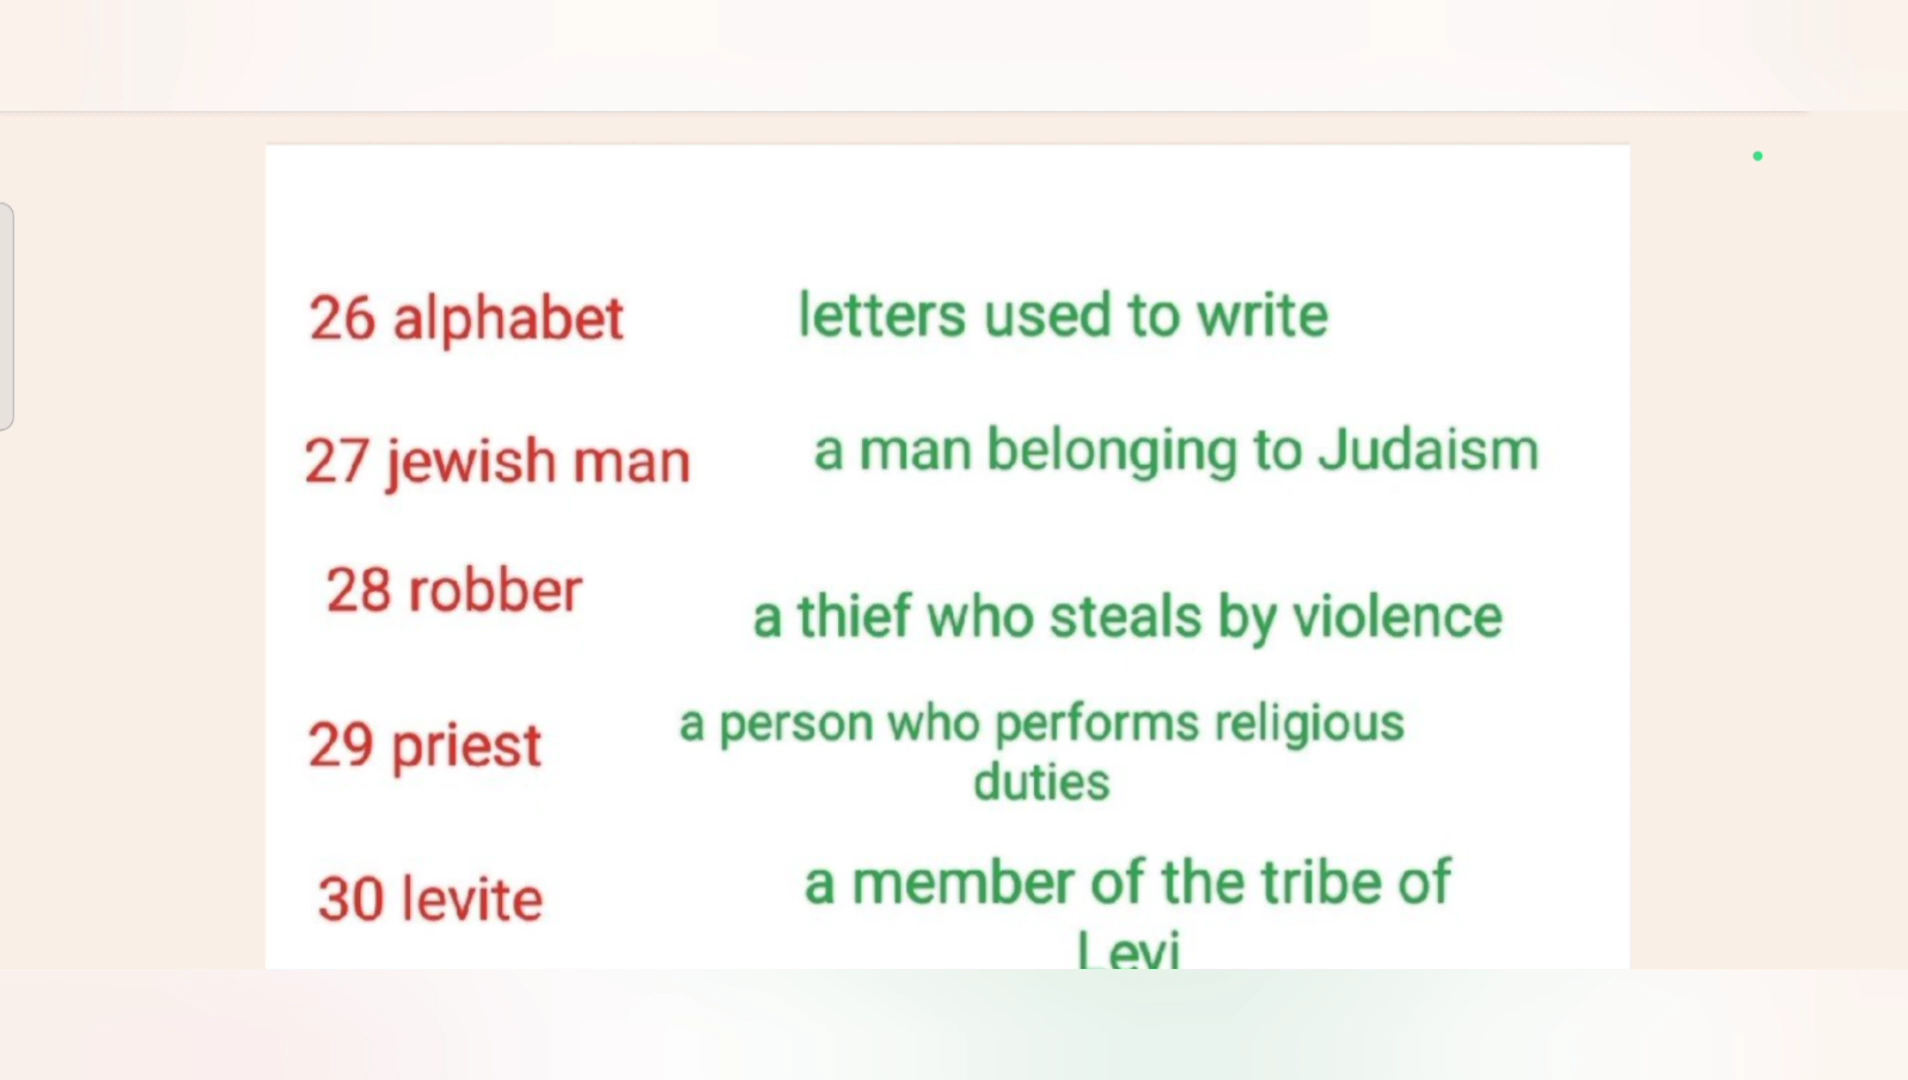 26 alphabet letters used to write
27 jewish man a man belonging to Judaism
28 robber a thief who steals by violence
29 priest a person who performs religious
duties
30 levite a member of the tribe of
Levi